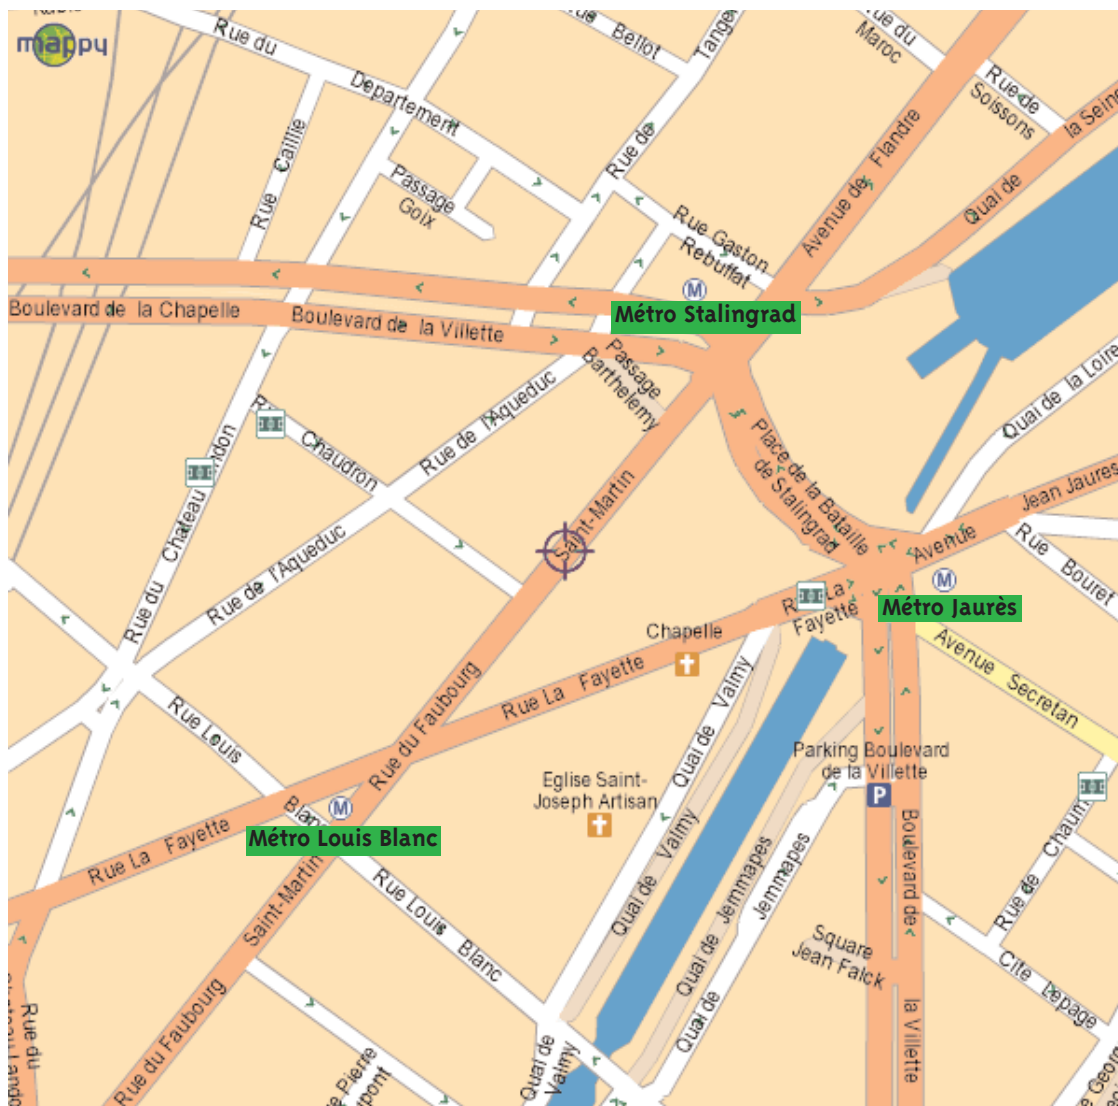 mappy
Rue du
Departement
Rue Bellot
Rue de
Tanger
Rue du
Maroc
Rue de
Soissons
Quai de
la Seine
Avenue de Flandre
Rue Caillie
Passage
Goix
Rue Gaston
Rebuffat
Boulevard de la Chapelle
Boulevard de la Villette
Métro Stalingrad
Passage
Barthelemy
Rue de l'Aqueduc
Chaudron
Quai de la Loire
Place de la Bataille
de Stalingrad
Saint-Martin
Avenue
Jean Jaures
Rue Bouret
Rue du Chateau
ndon
Rue de l'Aqueduc
Métro Jaurès
La
Fayette
Chapelle
Avenue Secretan
Rue La Fayette
Rue du Faubourg
Quai de Valmy
Rue Louis
Blanc
Parking Boulevard
de la Villette
P
Eglise Saint-
Joseph Artisan
M
Métro Louis Blanc
Rue La Fayette
Quai de Valmy
Quai de Jemmapes
Quai de
Jemmapes
Boulevard de
la Villette
Rue de Chaum
Rue Louis Blanc
Saint-Martin
Square
Jean Falck
Cite Lepage
Rue du
Rue du Faubourg
Quai de
Valmy
Pierre
pont
Georg